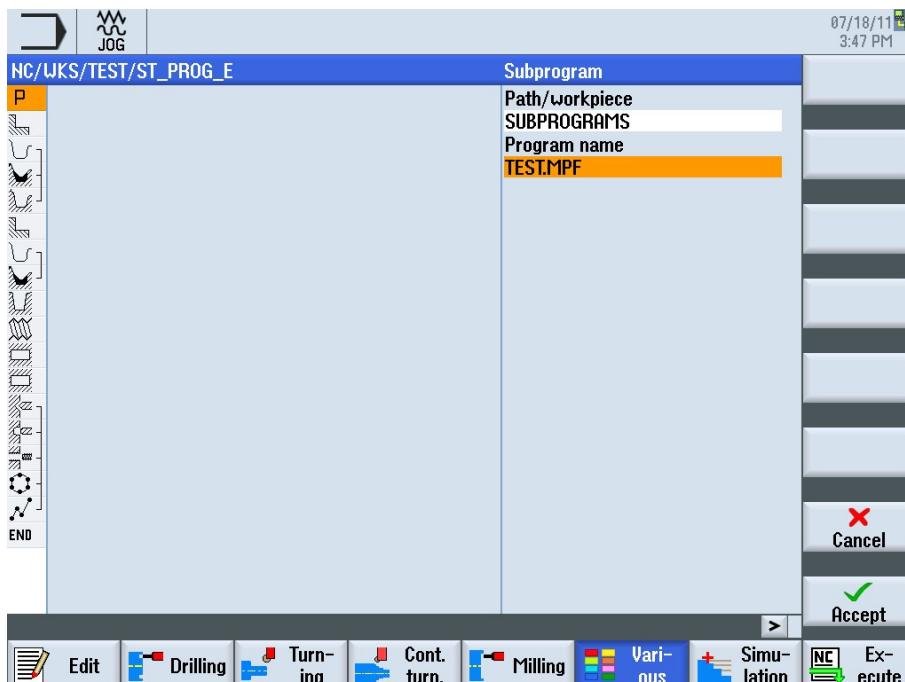 JOG
07/18/11
3:47 PM
NC/WKS/TEST/ST_PROG_E
Subprogram
P
Path/workpiece
SUBPROGRAMS
Program name
TEST.MPF
END
Cancel
Accept
>
Edit
Drilling
Turn-
ing
Cont.
turn.
Milling
Vari-
ous
Simu-
lation
NC
Ex-
ecute